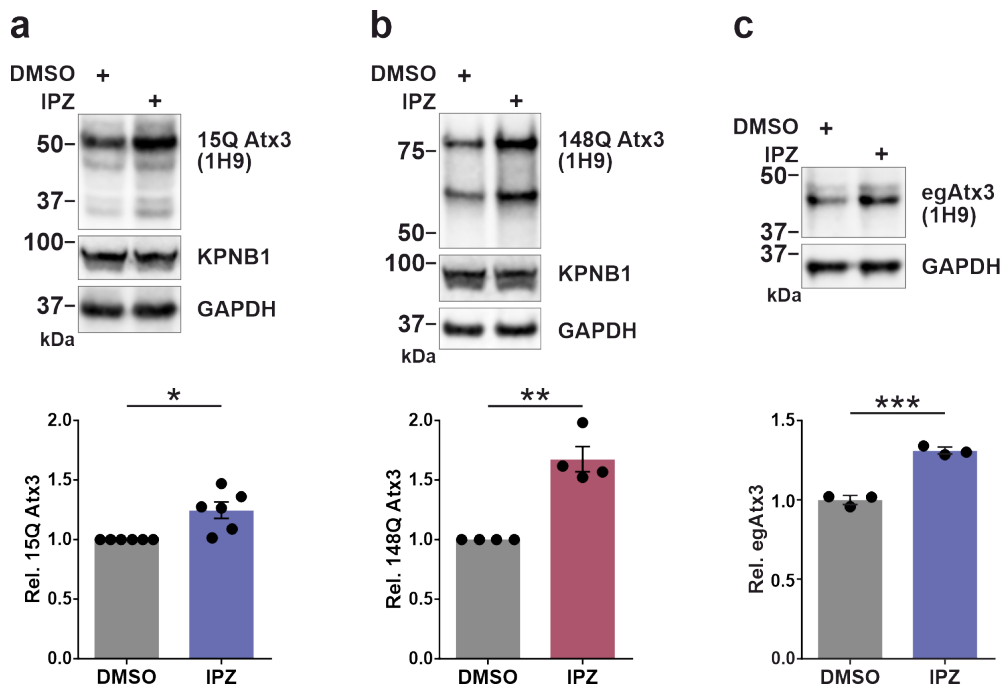 a
DMSO +
IPZ +
50
15Q Atx3
(1H9)
37
100
KPNB1
37
GAPDH
kDa
*
2.0
1.5
1.0
0.5
0.0
Rel. 15Q Atx3
DMSO IPZ
b
DMSO +
IPZ +
75
148Q Atx3
(1H9)
50
100
KPNB1
37
GAPDH
kDa
**
2.0
1.5
1.0
0.5
0.0
Rel. 148Q Atx3
DMSO IPZ
c
DMSO +
IPZ +
50
egAtx3
(1H9)
37
37
GAPDH
kDa
***
1.5
1.0
0.5
0.0
Rel. egAtx3
DMSO IPZ